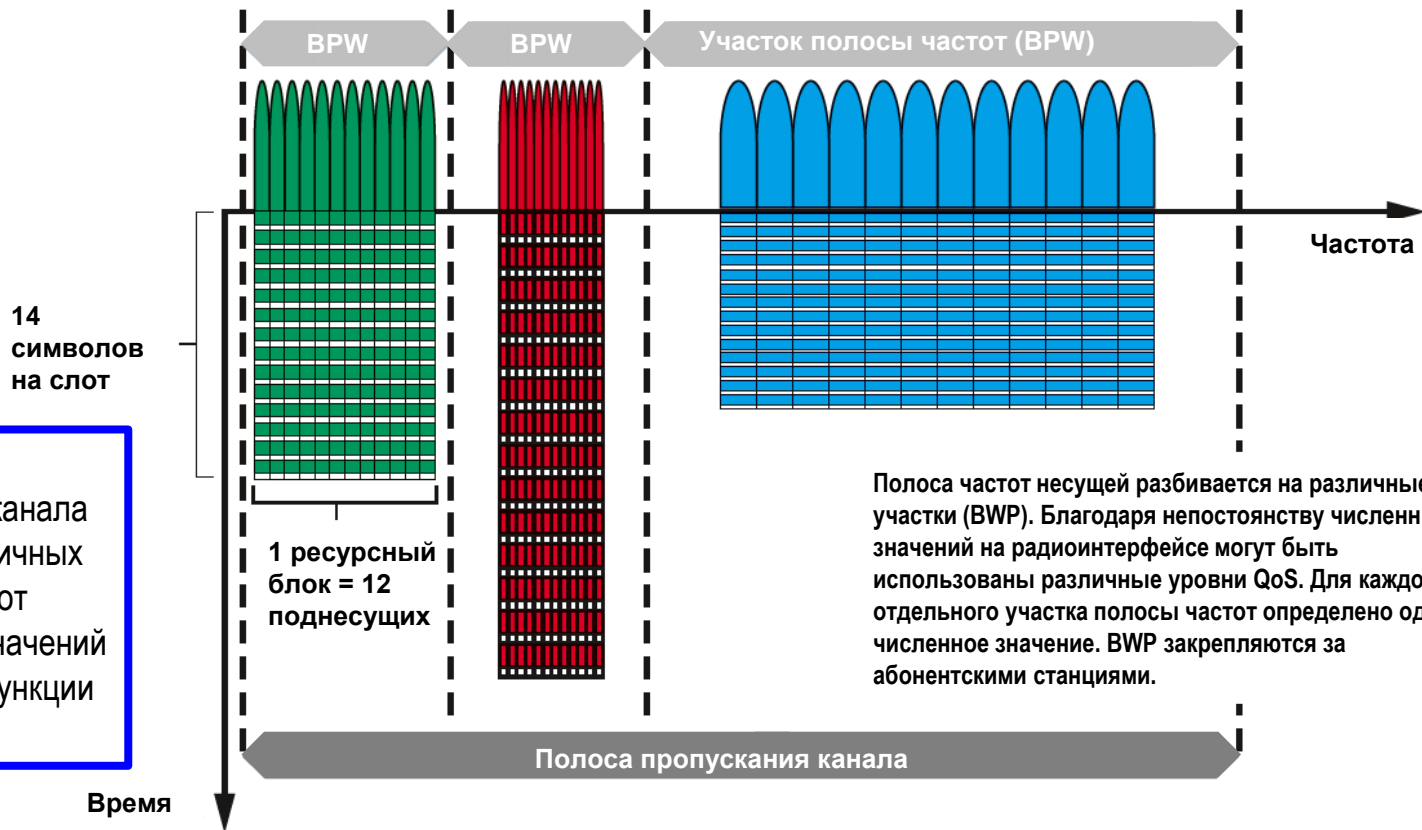 BPW
BPW
Участок полосы частот (BPW)
Частота
14
символов
на слот
канала
ичных
от
начений
ункции
1 ресурсный
блок = 12
поднесущих
Полоса частот несущей разбивается на различные
участки (BWP). Благодаря непостоянству численн
значений на радиоинтерфейсе могут быть
использованы различные уровни QoS. Для каждо
отдельного участка полосы частот определено од
численное значение. BWP закрепляются за
абонентскими станциями.
Полоса пропускания канала
Время